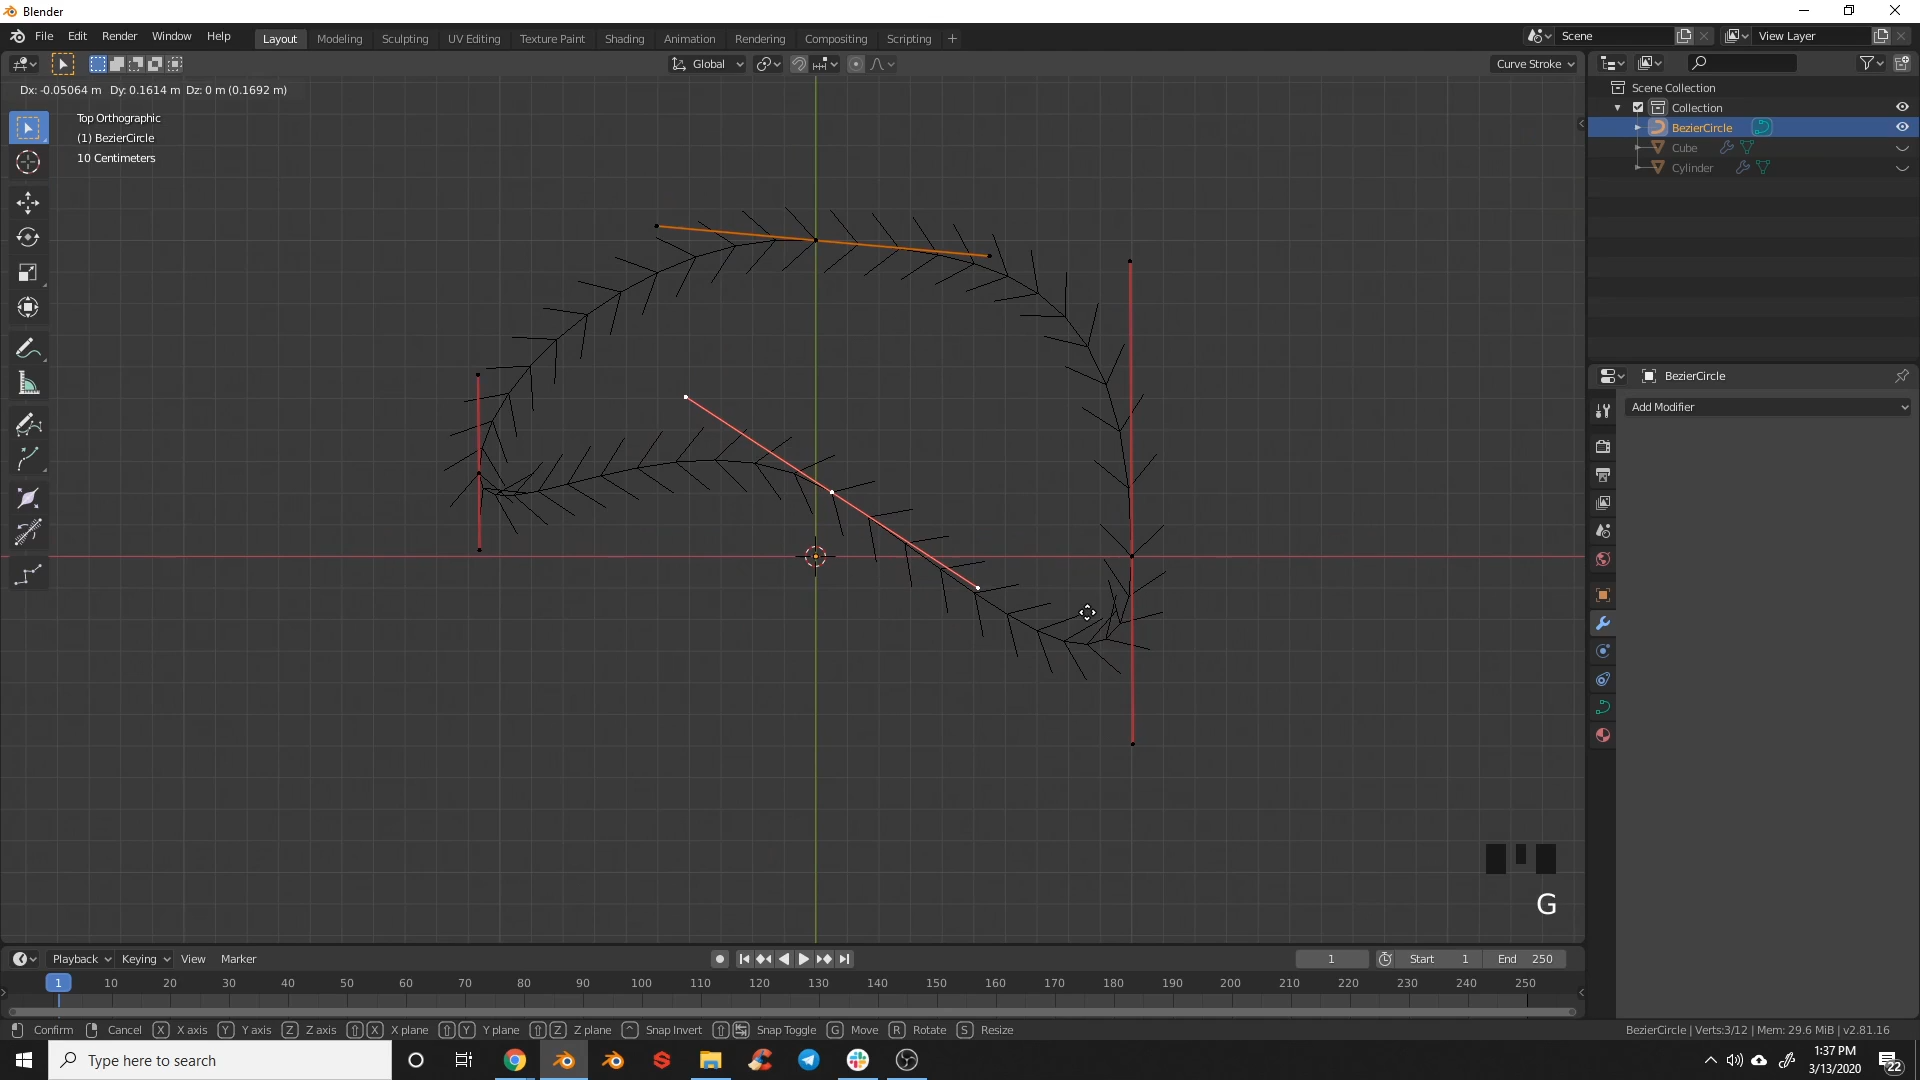 Blender
File Edit Render Window Help Layout Modeling Sculpting UV Editing Texture Paint Shading Animation Rendering Compositing Scripting + Scene View Layer
Global Curve Stroke
Dx: -0.05064 m Dy: 0.1614 m Dz: 0 m (0.1692 m)
Top Orthographic
(1) BezierCircle
10 Centimeters
Scene Collection
Collection
BezierCircle
Cube
Cylinder
BezierCircle
Add Modifier
G
Playback Keying View Marker 1 Start 1 End 250
1 10 20 30 40 50 60 70 80 90 100 110 120 130 140 150 160 170 180 190 200 210 220 230 240 250
Confirm Cancel X X axis Y Y axis Z Z axis X X plane Y Y plane Z Z plane Snap Invert Snap Toggle G Move R Rotate S Resize BezierCircle | Verts:3/12 | Mem: 29.6 MiB | v2.81.16
Type here to search
1:37 PM
3/13/2020
22